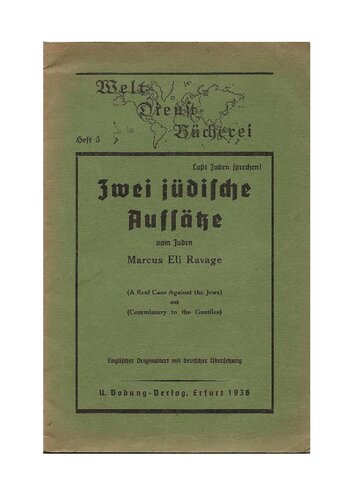 Welt-
Dienst
Bücherei
Heft 5
Laßt Juden sprechen!
Zwei jüdische
Aufsätze
vom Juden
Marcus Eli Ravage
(A Real Case Against the Jews)
und
(Commissary to the Gentiles)
Englischer Originaltext mit deutscher Übersetzung
U. Bodung-Verlag, Erfurt 1936